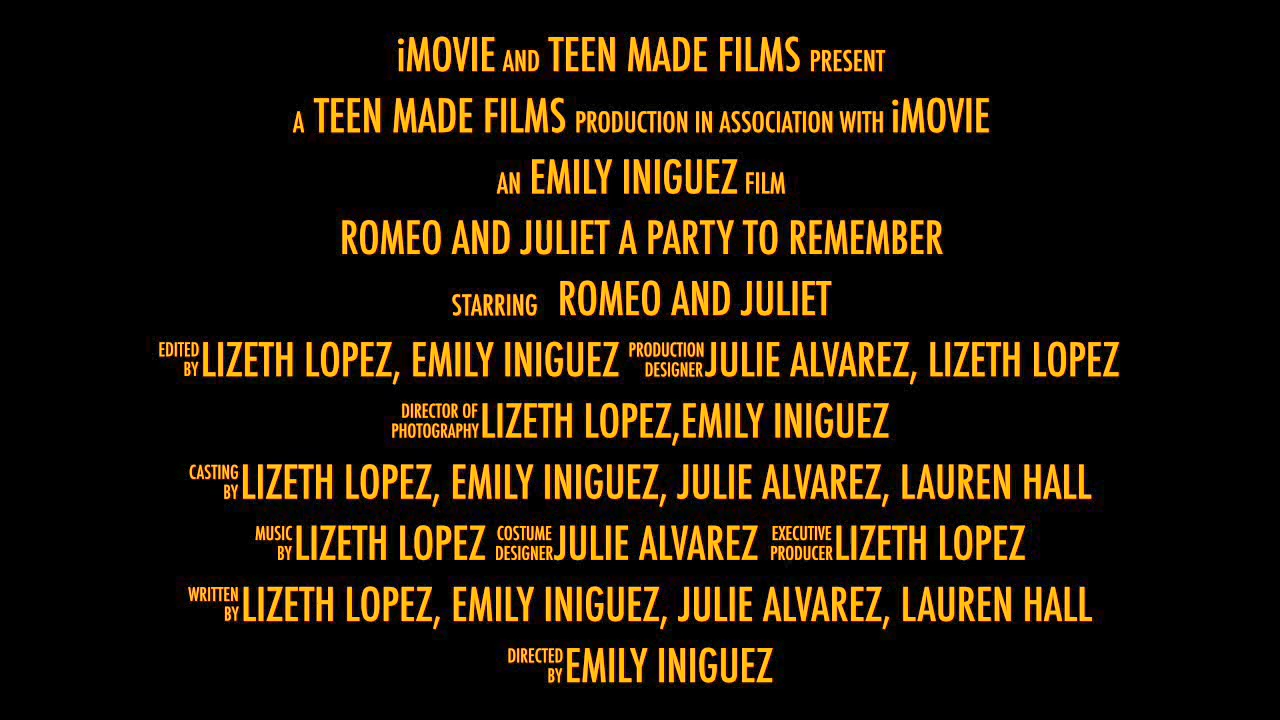 iMOVIE AND TEEN MADE FILMS PRESENT
A TEEN MADE FILMS PRODUCTION IN ASSOCIATION WITH iMOVIE
AN EMILY INIGUEZ FILM
ROMEO AND JULIET A PARTY TO REMEMBER
STARRING ROMEO AND JULIET
EDITED BY LIZETH LOPEZ, EMILY INIGUEZ PRODUCTION DESIGNER JULIE ALVAREZ, LIZETH LOPEZ
DIRECTOR OF PHOTOGRAPHY LIZETH LOPEZ,EMILY INIGUEZ
CASTING BY LIZETH LOPEZ, EMILY INIGUEZ, JULIE ALVAREZ, LAUREN HALL
MUSIC BY LIZETH LOPEZ COSTUME DESIGNER JULIE ALVAREZ EXECUTIVE PRODUCER LIZETH LOPEZ
WRITTEN BY LIZETH LOPEZ, EMILY INIGUEZ, JULIE ALVAREZ, LAUREN HALL
DIRECTED BY EMILY INIGUEZ